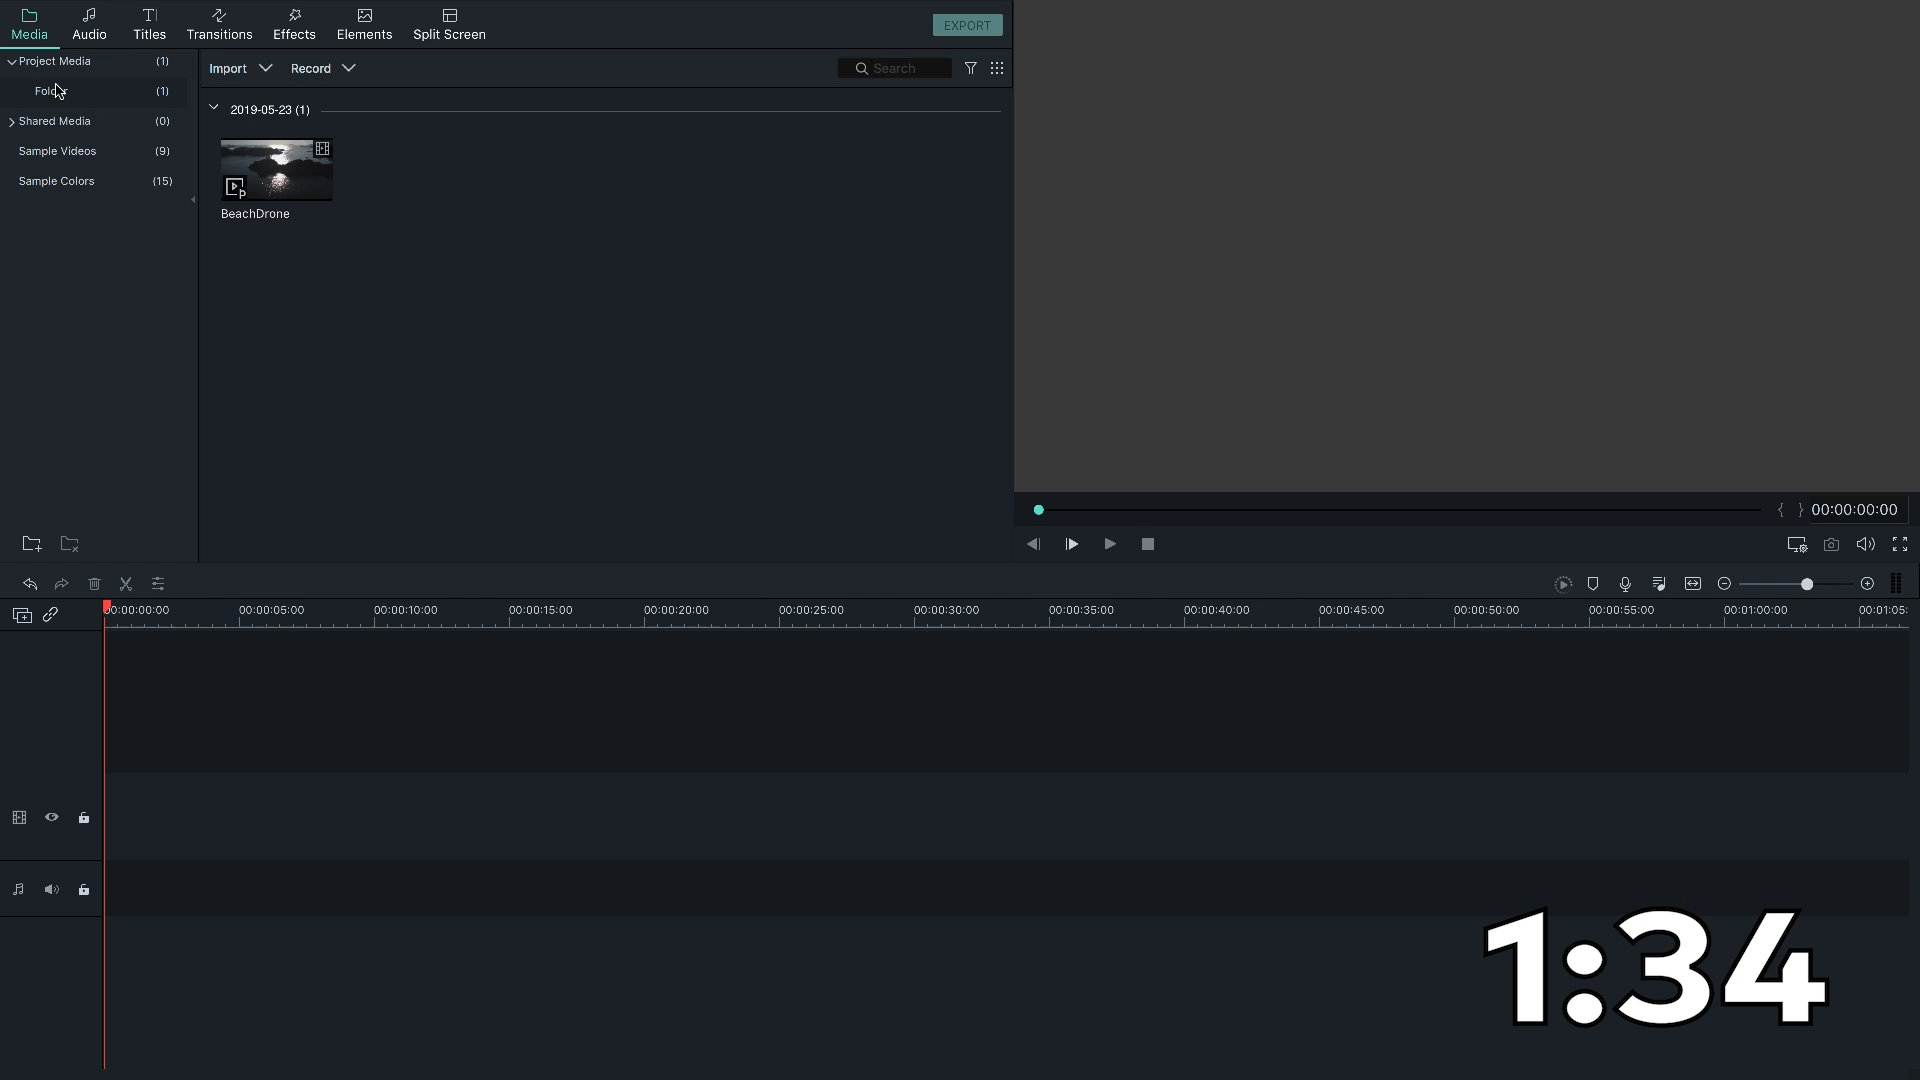 Media Audio Titles Transitions Effects Elements Split Screen EXPORT
Project Media (1)
Import Record Search
Folder (1)
2019-05-23 (1)
Shared Media (0)
Sample Videos (9)
Sample Colors (15)
BeachDrone
{ } 00:00:00:00
00:00:00:00 00:00:05:00 00:00:10:00 00:00:15:00 00:00:20:00 00:00:25:00 00:00:30:00 00:00:35:00 00:00:40:00 00:00:45:00 00:00:50:00 00:00:55:00 00:01:00:00 00:01:05:
1:34